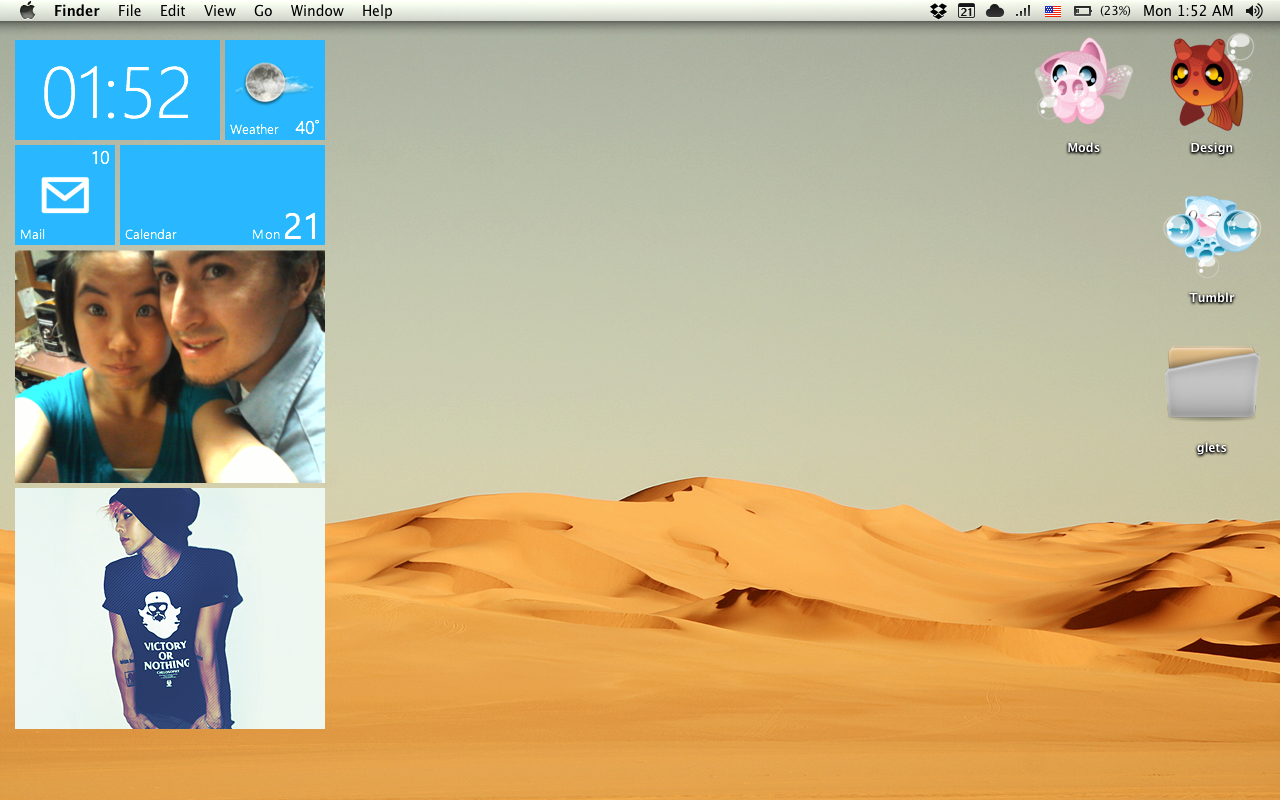 Finder File Edit View Go Window Help 21 (23%) Mon 1:52 AM
01:52
Weather 40°
10
Mail
Calendar Mon 21
VICTORY
OR
NOTHING
Mods
Design
Tumblr
glets